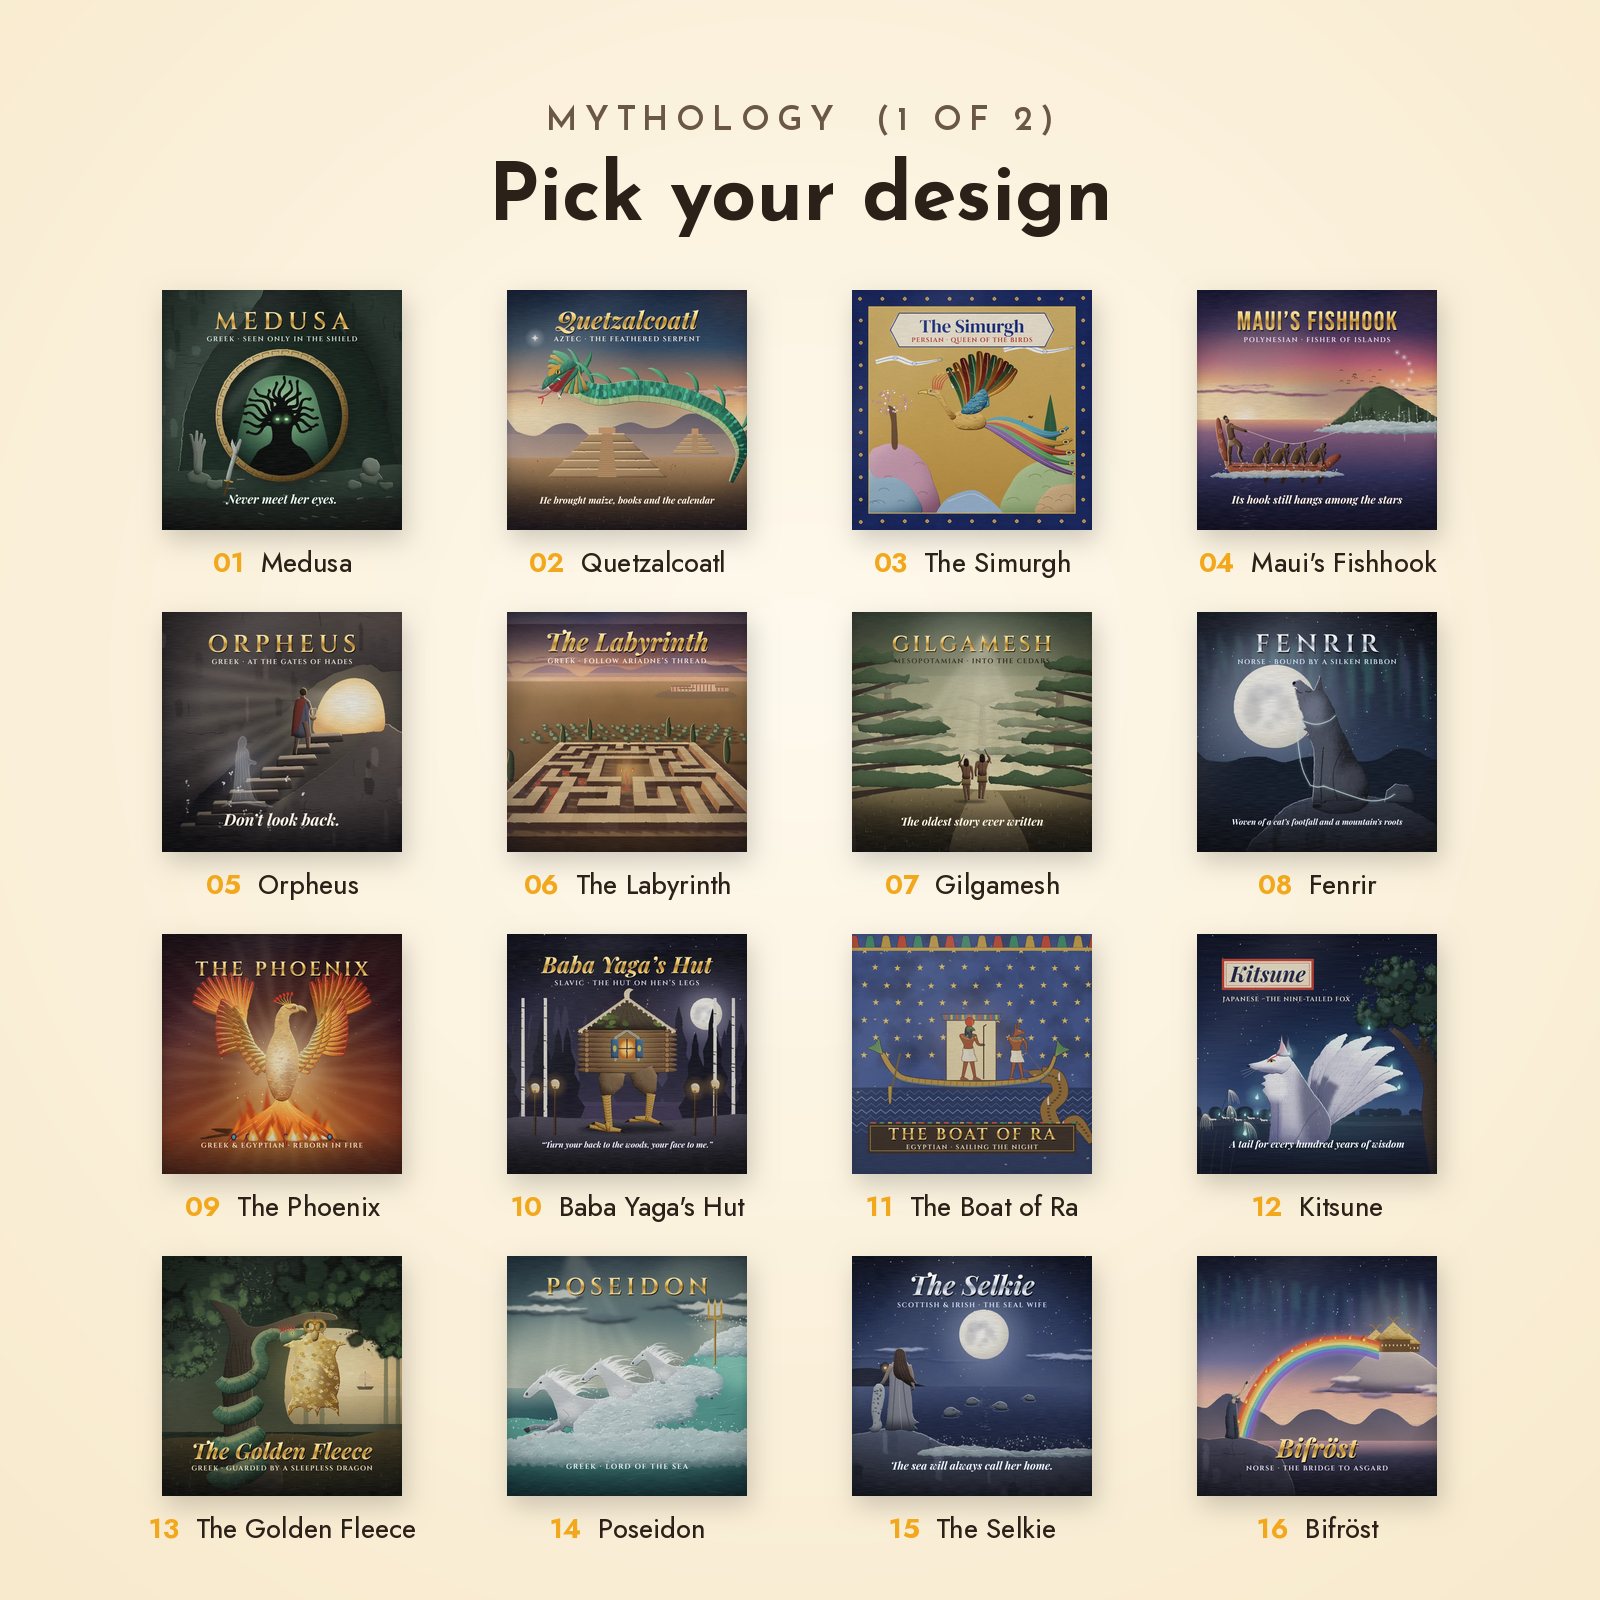 MYTHOLOGY (1 OF 2)
Pick your design
MEDUSA
GREEK · SEEN ONLY IN THE SHIELD
Never meet her eyes.
01 Medusa
Quetzalcoatl
AZTEC · THE FEATHERED SERPENT
He brought maize, books and the calendar
02 Quetzalcoatl
The Simurgh
PERSIAN · QUEEN OF THE BIRDS
03 The Simurgh
MAUI'S FISHHOOK
POLYNESIAN · FISHER OF ISLANDS
Its hook still hangs among the stars
04 Maui's Fishhook
ORPHEUS
GREEK · AT THE GATES OF HADES
Don't look back.
05 Orpheus
The Labyrinth
GREEK · FOLLOW ARIADNE'S THREAD
06 The Labyrinth
GILGAMESH
MESOPOTAMIAN · INTO THE CEDARS
The oldest story ever written
07 Gilgamesh
FENRIR
NORSE · BOUND BY A SILKEN RIBBON
Woven of a cat's footfall and a mountain's roots
08 Fenrir
THE PHOENIX
GREEK & EGYPTIAN · REBORN IN FIRE
09 The Phoenix
Baba Yaga's Hut
SLAVIC · THE HUT ON HEN'S LEGS
"Turn your back to the woods, your face to me."
10 Baba Yaga's Hut
THE BOAT OF RA
EGYPTIAN · SAILING THE NIGHT
11 The Boat of Ra
Kitsune
JAPANESE · THE NINE-TAILED FOX
A tail for every hundred years of wisdom
12 Kitsune
The Golden Fleece
GREEK · GUARDED BY A SLEEPLESS DRAGON
13 The Golden Fleece
POSEIDON
GREEK · LORD OF THE SEA
14 Poseidon
The Selkie
SCOTTISH & IRISH · THE SEAL WIFE
The sea will always call her home.
15 The Selkie
Bifröst
NORSE · THE BRIDGE TO ASGARD
16 Bifröst